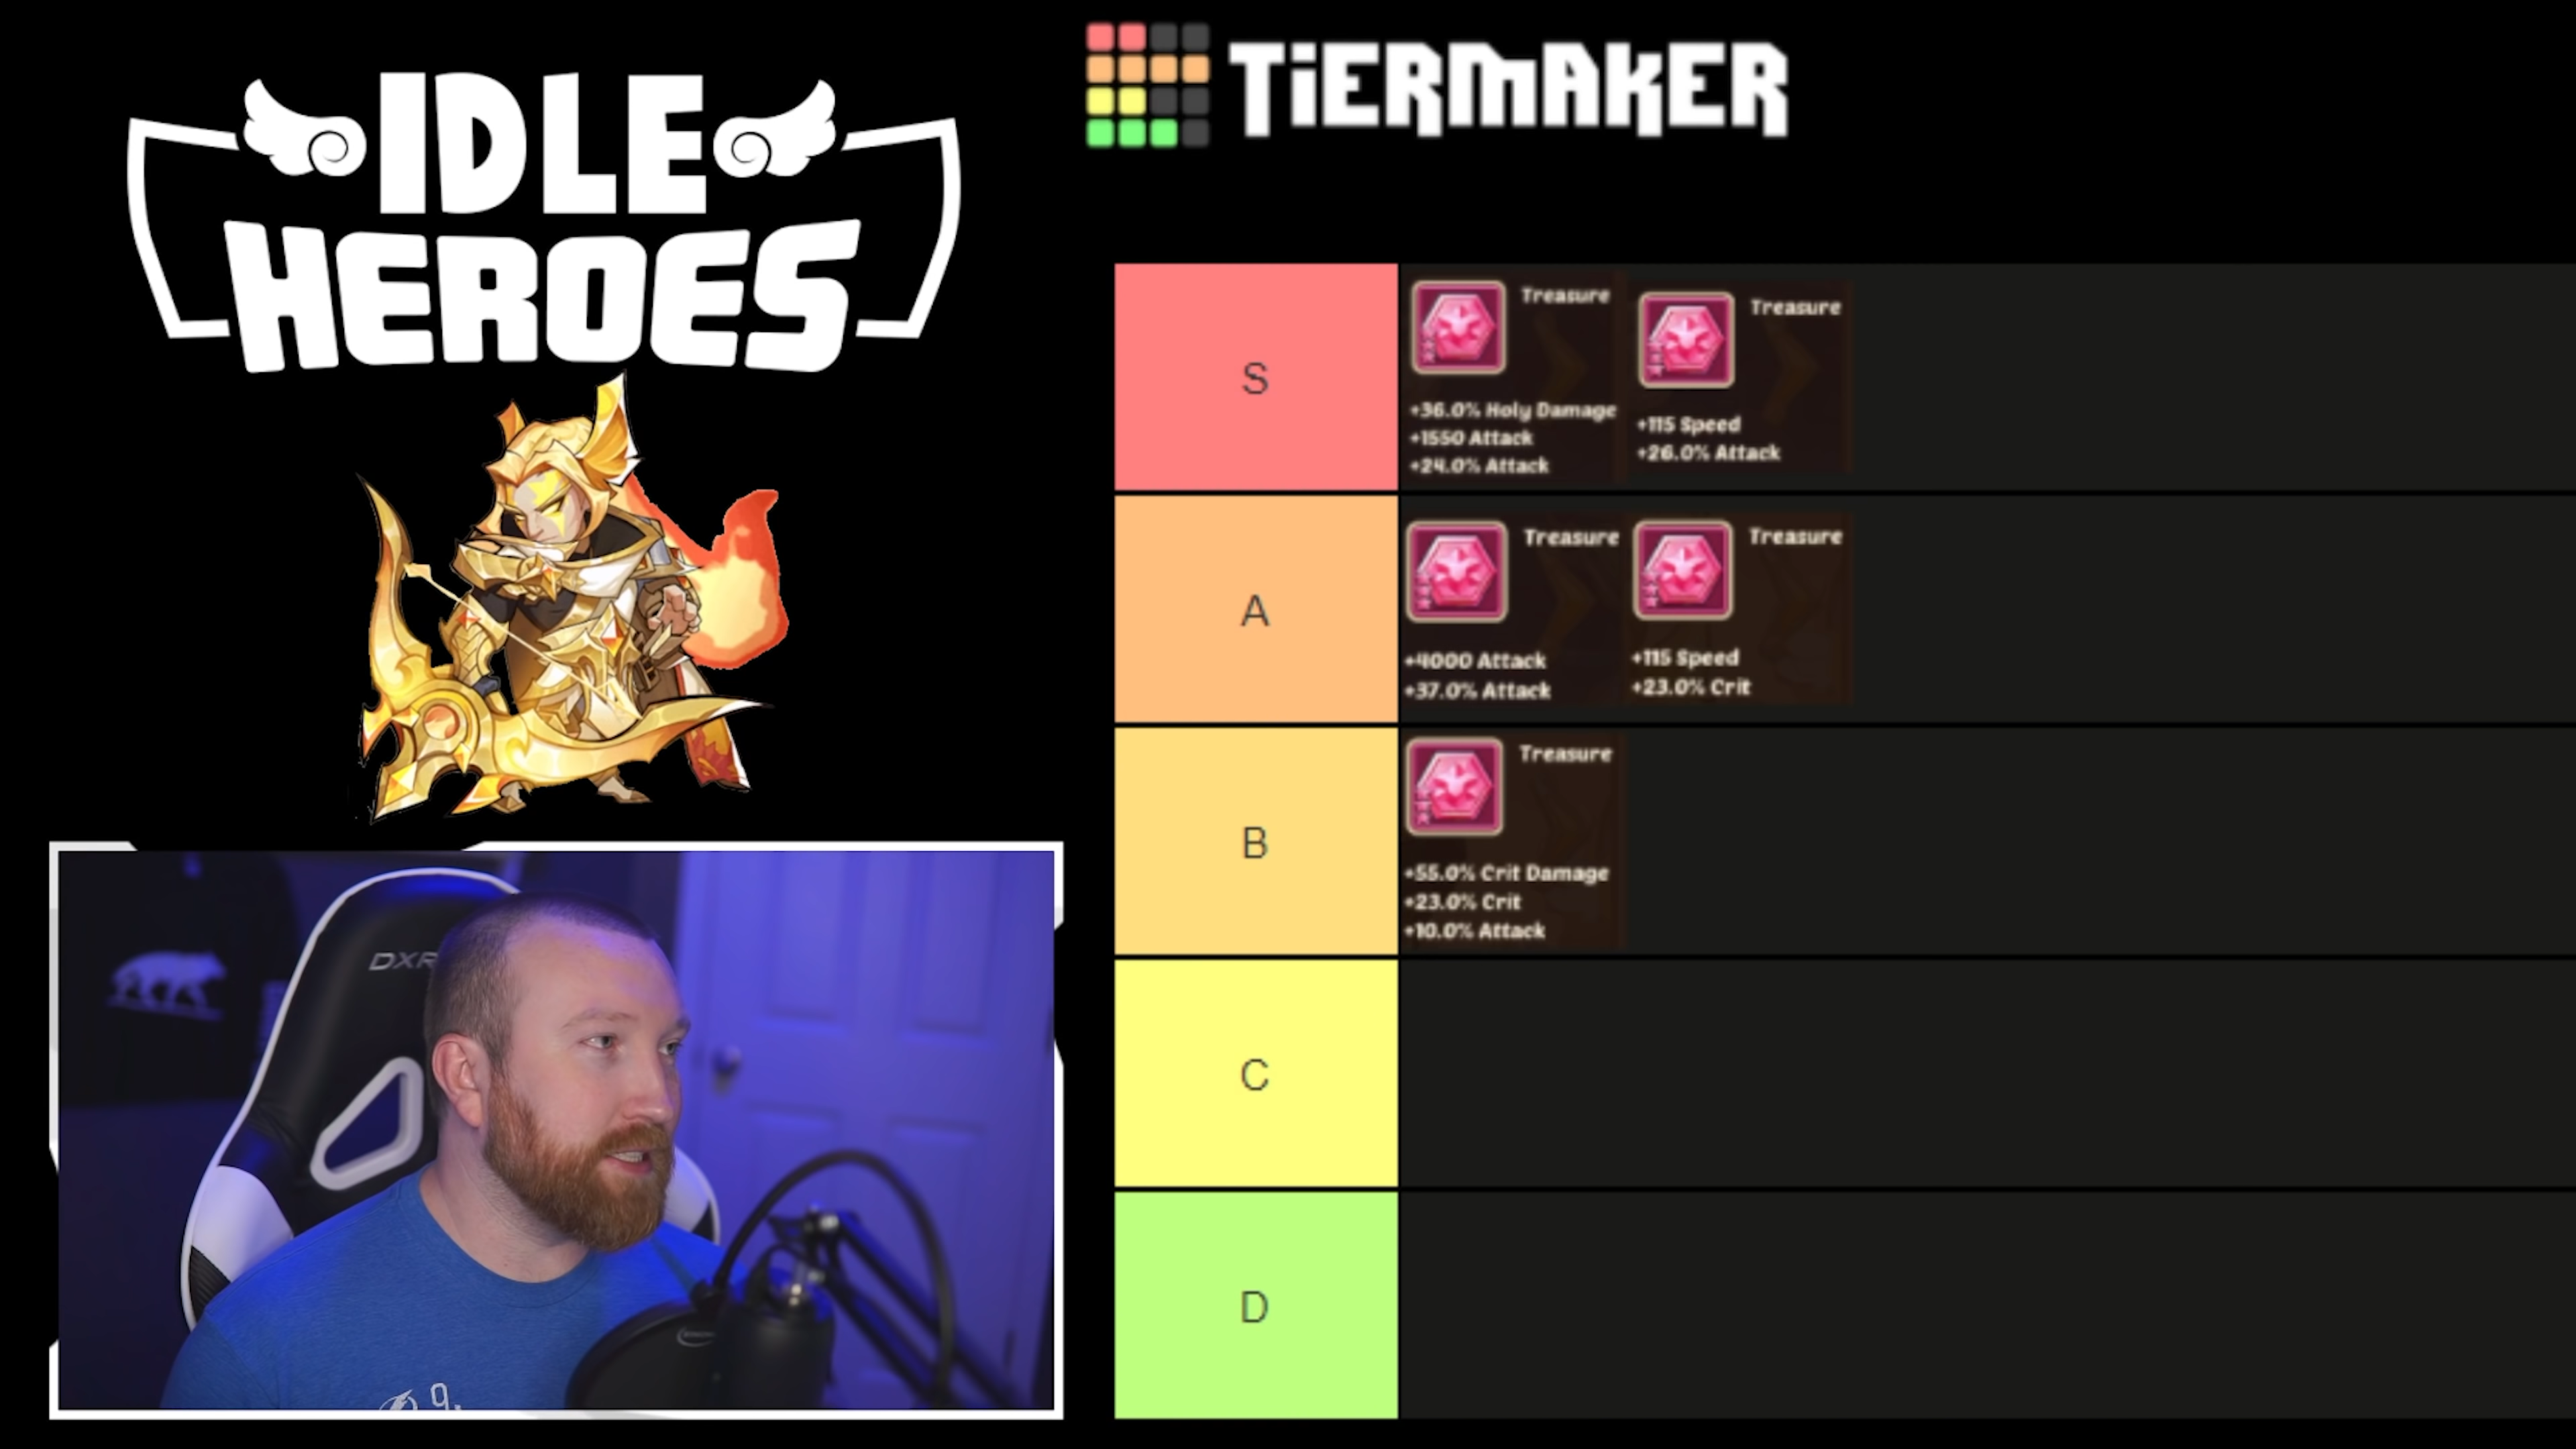 IDLE
HEROES
TiERMAKER
S
Treasure
+36.0% Holy Damage
+1550 Attack
+24.0% Attack
Treasure
+115 Speed
+26.0% Attack
A
Treasure
+4000 Attack
+37.0% Attack
Treasure
+115 Speed
+23.0% Crit
B
Treasure
+55.0% Crit Damage
+23.0% Crit
+10.0% Attack
C
D
DXR